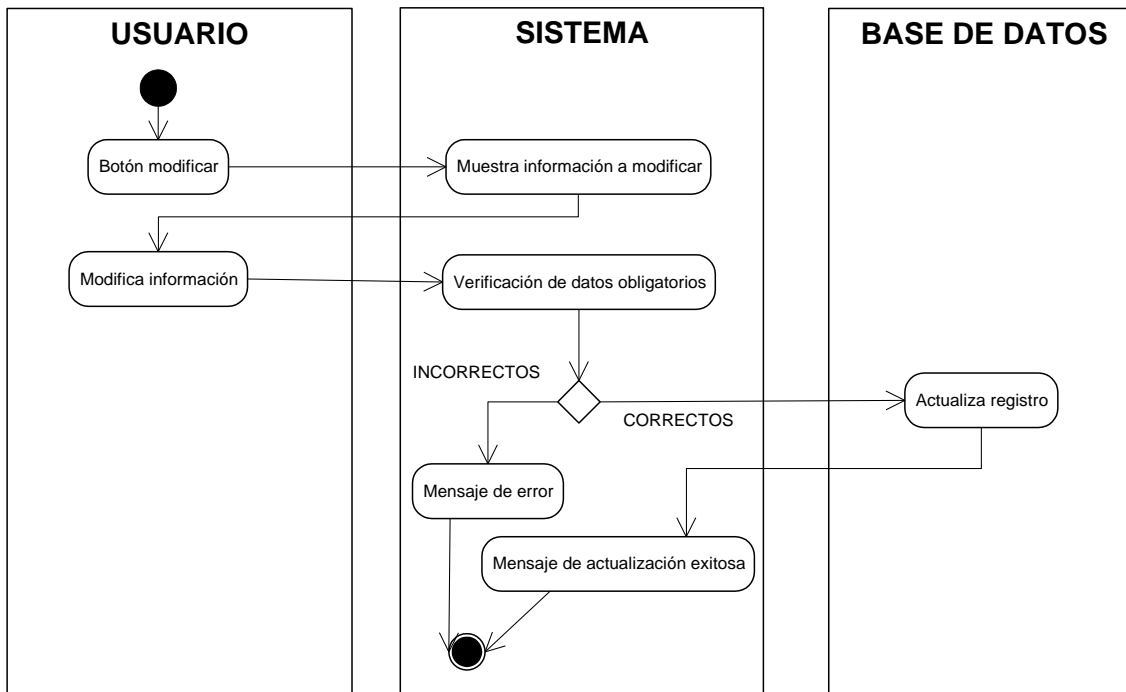 USUARIO
SISTEMA
BASE DE DATOS
Botón modificar
Muestra información a modificar
Modifica información
Verificación de datos obligatorios
INCORRECTOS
CORRECTOS
Actualiza registro
Mensaje de error
Mensaje de actualización exitosa